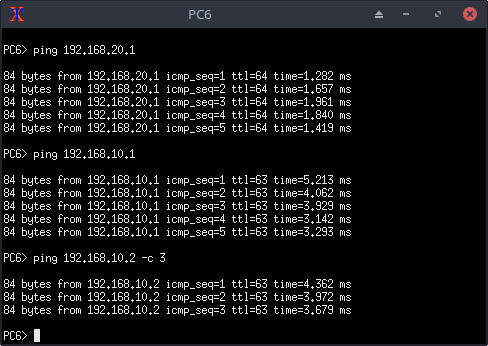 PC6
PC6> ping 192.168.20.1
84 bytes from 192.168.20.1 icmp_seq=1 ttl=64 time=1.282 ms
84 bytes from 192.168.20.1 icmp_seq=2 ttl=64 time=1.657 ms
84 bytes from 192.168.20.1 icmp_seq=3 ttl=64 time=1.961 ms
84 bytes from 192.168.20.1 icmp_seq=4 ttl=64 time=1.840 ms
84 bytes from 192.168.20.1 icmp_seq=5 ttl=64 time=1.419 ms
PC6> ping 192.168.10.1
84 bytes from 192.168.10.1 icmp_seq=1 ttl=63 time=5.213 ms
84 bytes from 192.168.10.1 icmp_seq=2 ttl=63 time=4.062 ms
84 bytes from 192.168.10.1 icmp_seq=3 ttl=63 time=3.929 ms
84 bytes from 192.168.10.1 icmp_seq=4 ttl=63 time=3.142 ms
84 bytes from 192.168.10.1 icmp_seq=5 ttl=63 time=3.293 ms
PC6> ping 192.168.10.2 -c 3
84 bytes from 192.168.10.2 icmp_seq=1 ttl=63 time=4.362 ms
84 bytes from 192.168.10.2 icmp_seq=2 ttl=63 time=3.972 ms
84 bytes from 192.168.10.2 icmp_seq=3 ttl=63 time=3.679 ms
PC6>